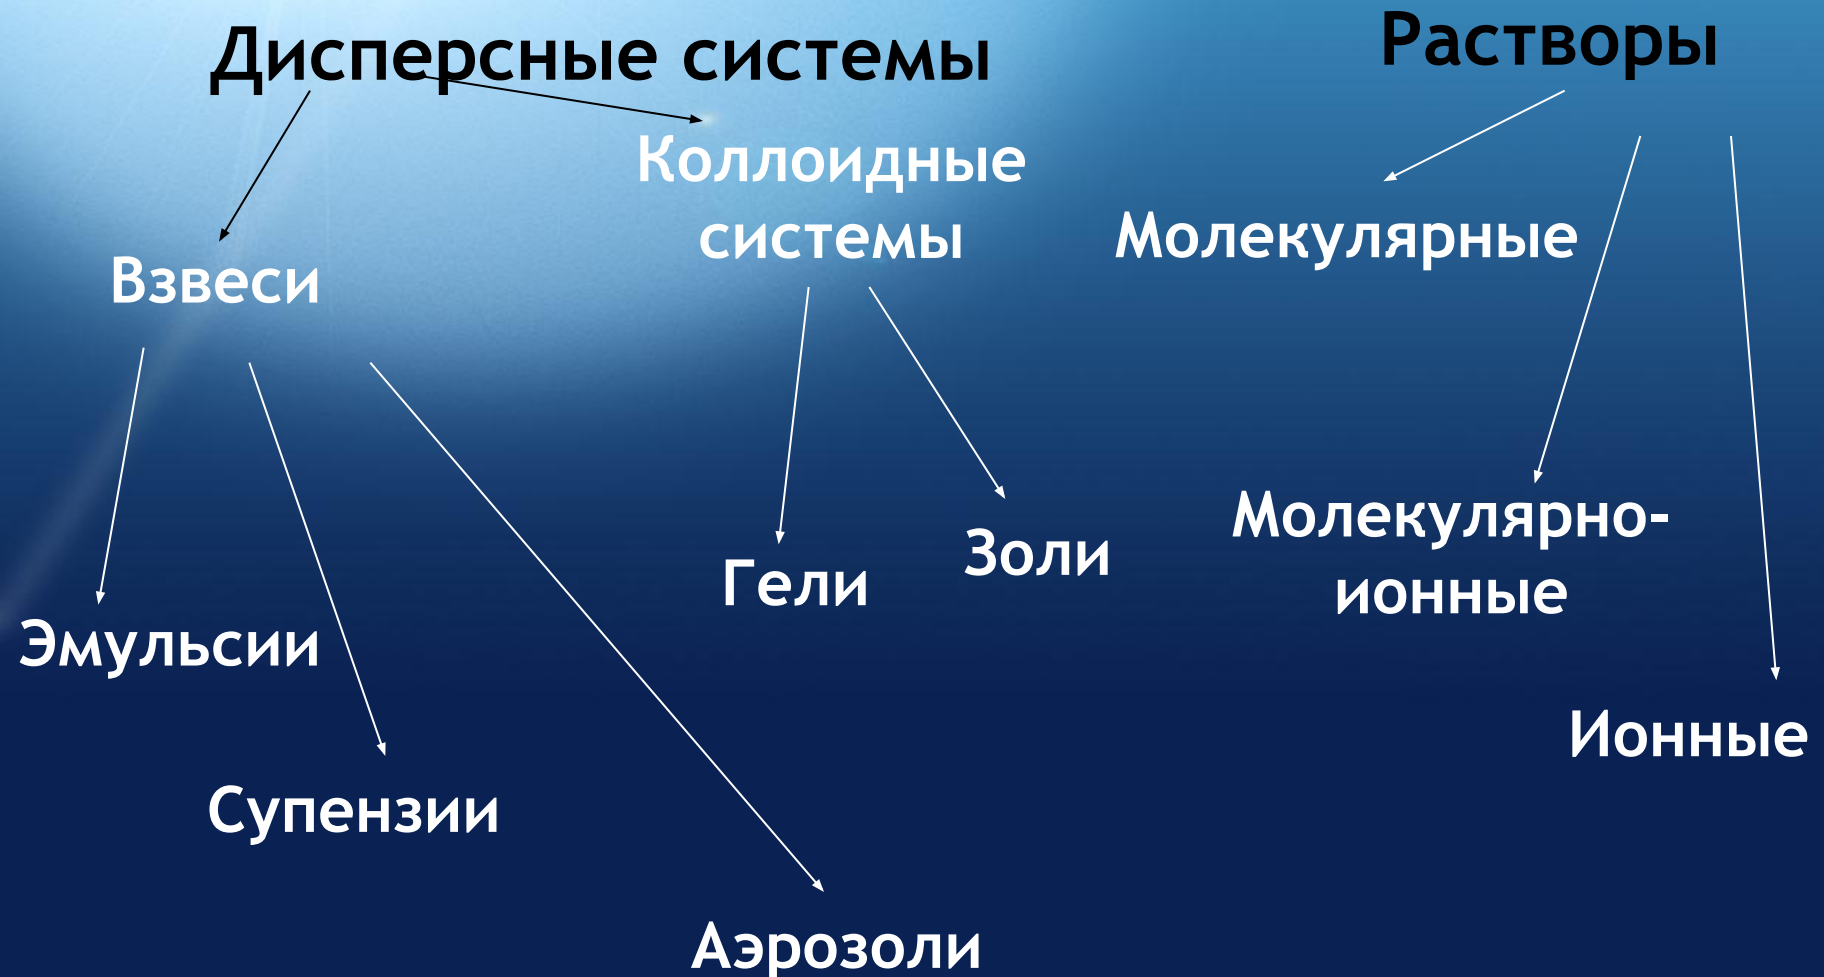 Дисперсные системы
Растворы
Коллоидные
системы
Молекулярные
Взвеси
Молекулярно-
ионные
Золи
Гели
Эмульсии
Ионные
Супензии
Аэрозоли